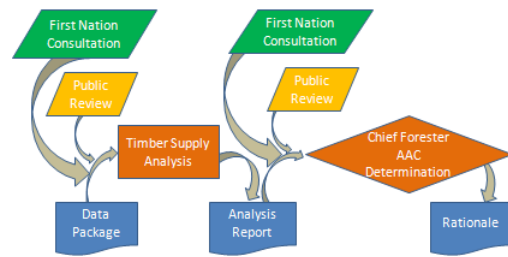 First Nation
Consultation
Public
Review
Timber Supply
Analysis
Data
Package
First Nation
Consultation
Public
Review
Analysis
Report
Chief Forester
AAC
Determination
Rationale